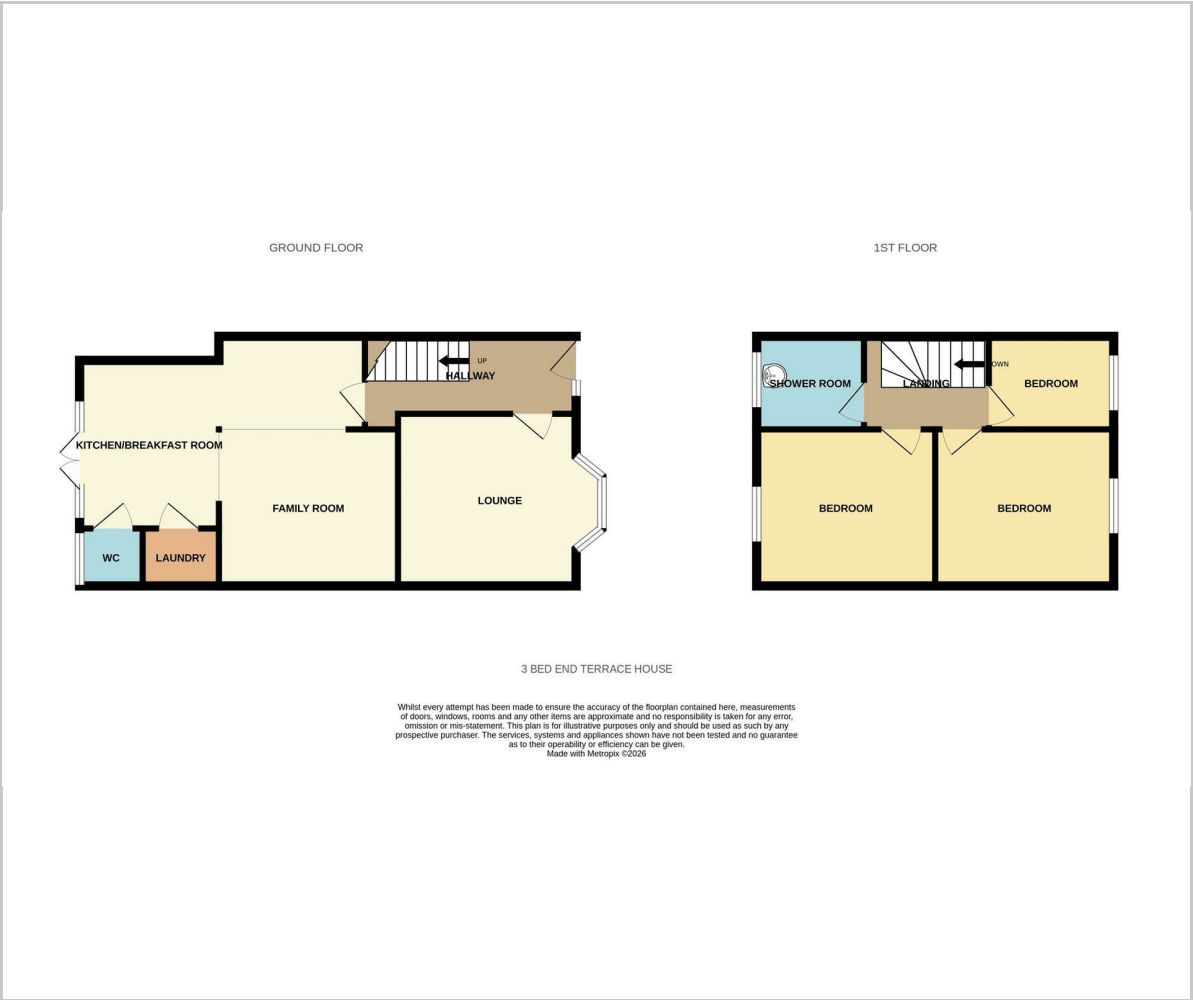 GROUND FLOOR
1ST FLOOR
UP
HALLWAY
KITCHEN/BREAKFAST ROOM
LOUNGE
FAMILY ROOM
WC
LAUNDRY
OWN
SHOWER ROOM
LANDING
BEDROOM
BEDROOM
BEDROOM
3 BED END TERRACE HOUSE
Whilst every attempt has been made to ensure the accuracy of the floorplan contained here, measurements
of doors, windows, rooms and any other items are approximate and no responsibility is taken for any error,
omission or mis-statement. This plan is for illustrative purposes only and should be used as such by any
prospective purchaser. The services, systems and appliances shown have not been tested and no guarantee
as to their operability or efficiency can be given.
Made with Metropix ©2026